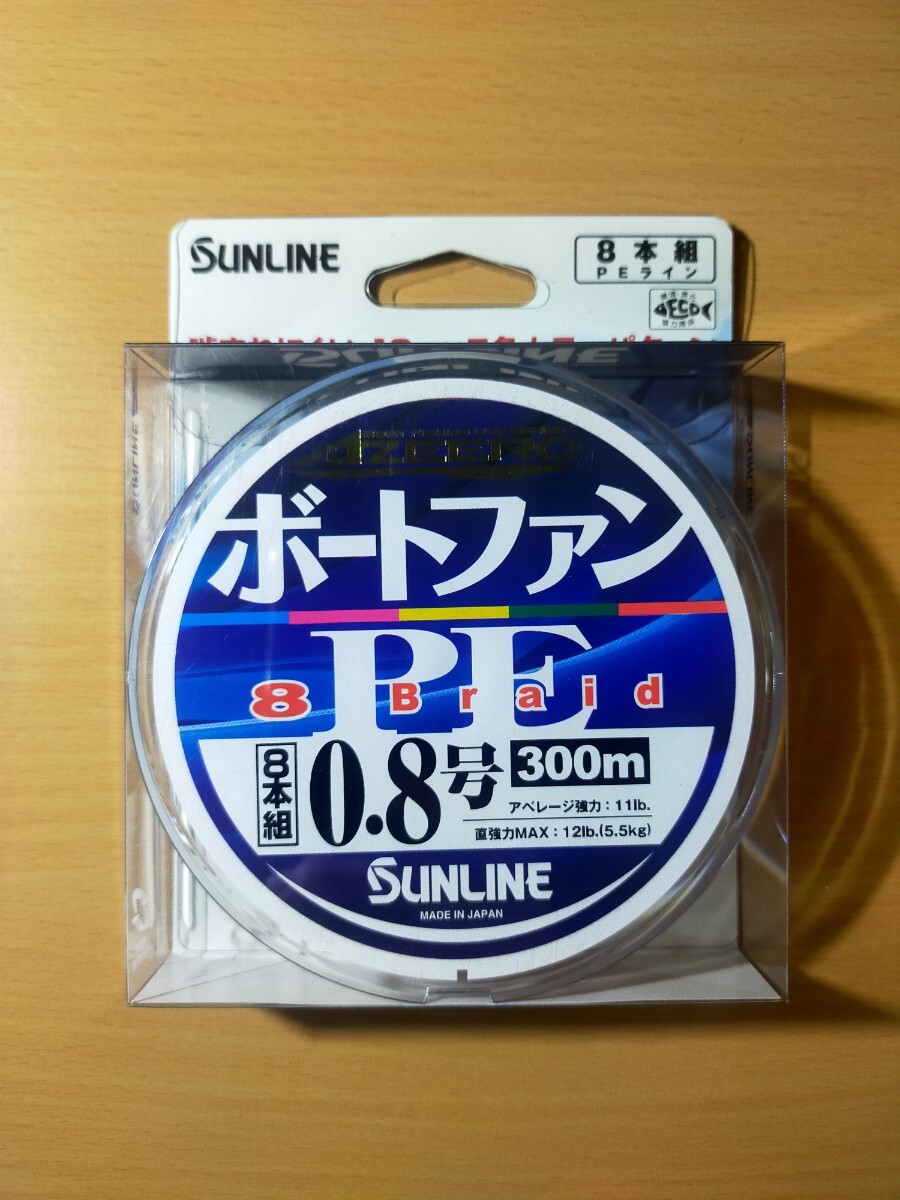 SUNLINE
8本組
PEライン
ECO
SUNLINE
ボートファン
PE
8 Braid
8本組
0.8号
300m
アベレージ強力:11lb.
直強力MAX:12lb.(5.5kg)
SUNLINE
MADE IN JAPAN